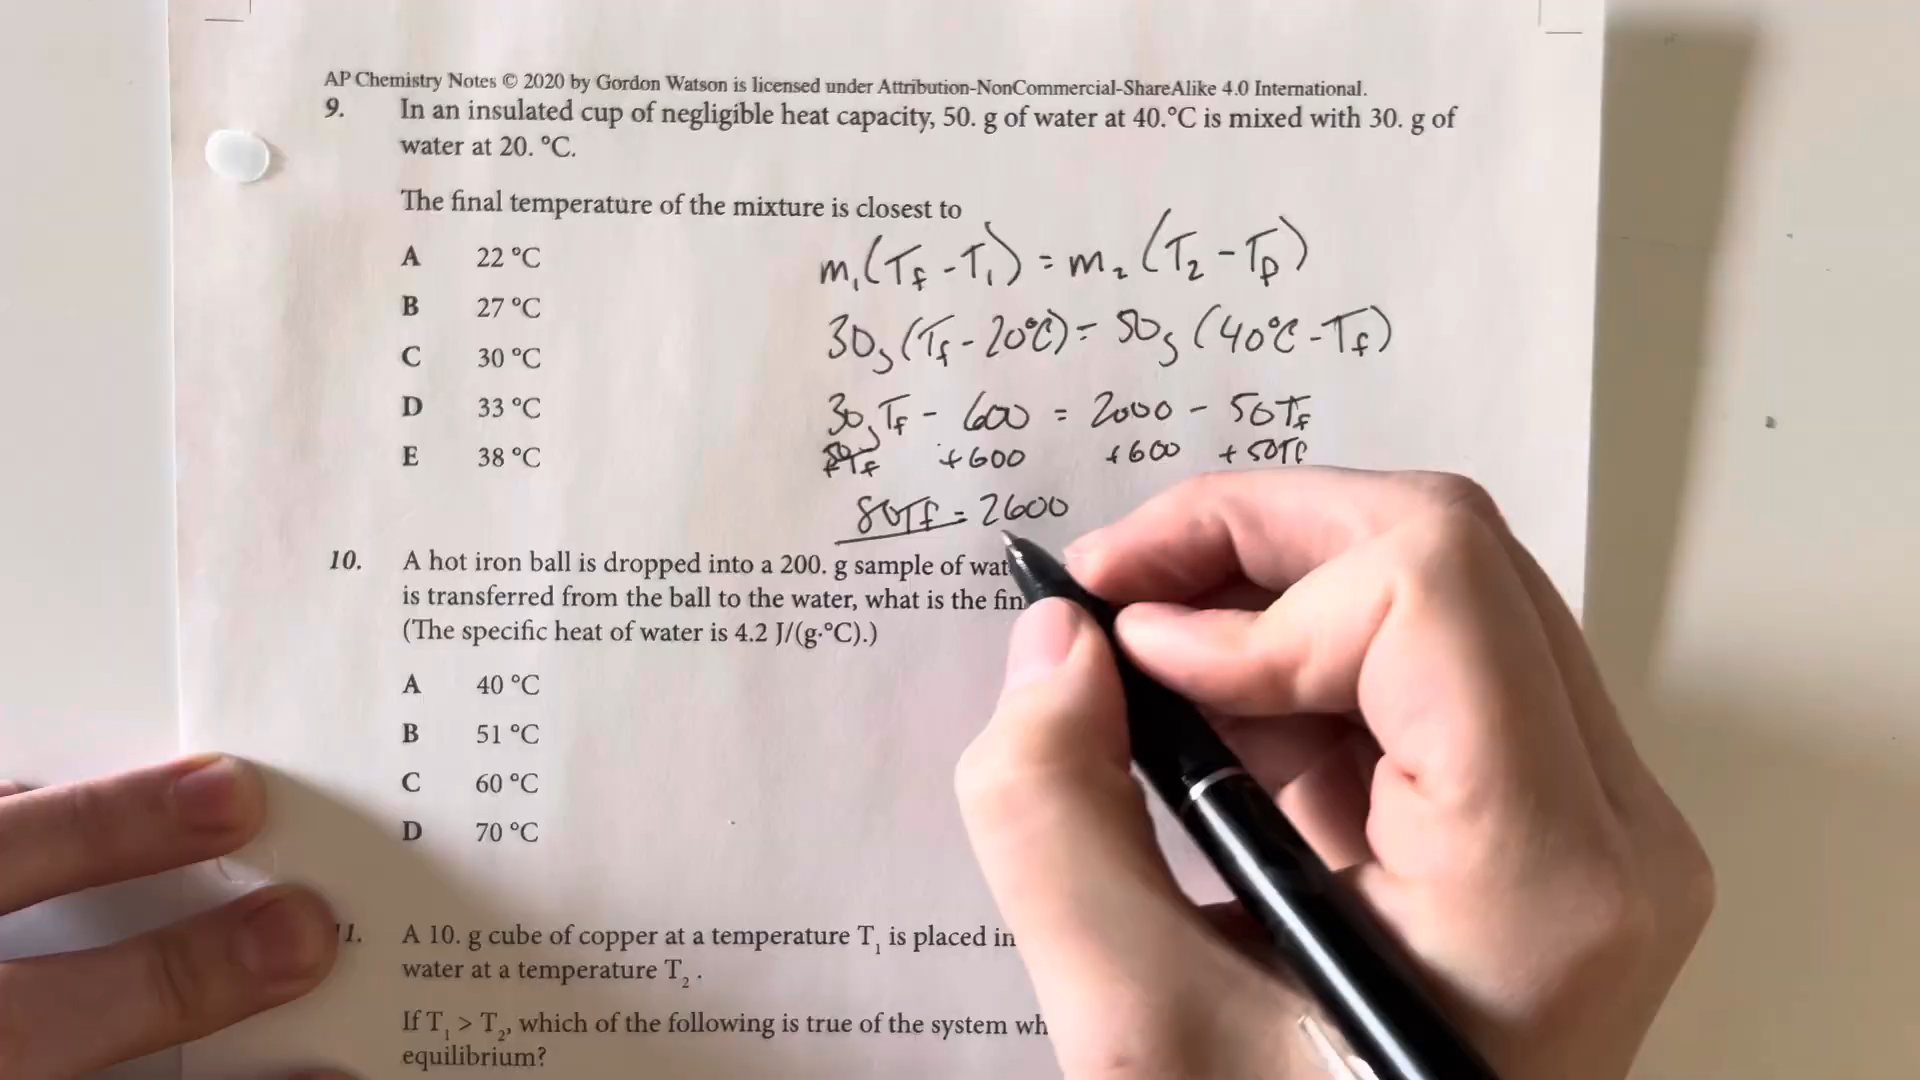 AP Chemistry Notes © 2020 by Gordon Watson is licensed under Attribution-NonCommercial-ShareAlike 4.0 International.
9. In an insulated cup of negligible heat capacity, 50. g of water at 40.°C is mixed with 30. g of
water at 20. °C.
The final temperature of the mixture is closest to
A 22 °C
B 27 °C
C 30 °C
D 33 °C
E 38 °C
m₁(Tf - T₁) = m₂(T₂ - Tf)
30g(Tf - 20°C) = 50g(40°C - Tf)
30gTf - 600 = 2000 - 50Tf
+600 +600 +50Tf
80Tf = 2600
10. A hot iron ball is dropped into a 200. g sample of
is transferred from the ball to the water, what is the
(The specific heat of water is 4.2 J/(g·°C).)
A 40 °C
B 51 °C
C 60 °C
D 70 °C
11. A 10. g cube of copper at a temperature T₁ is placed in
water at a temperature T₂ .
If T₁ > T₂, which of the following is true of the system
equilibrium?